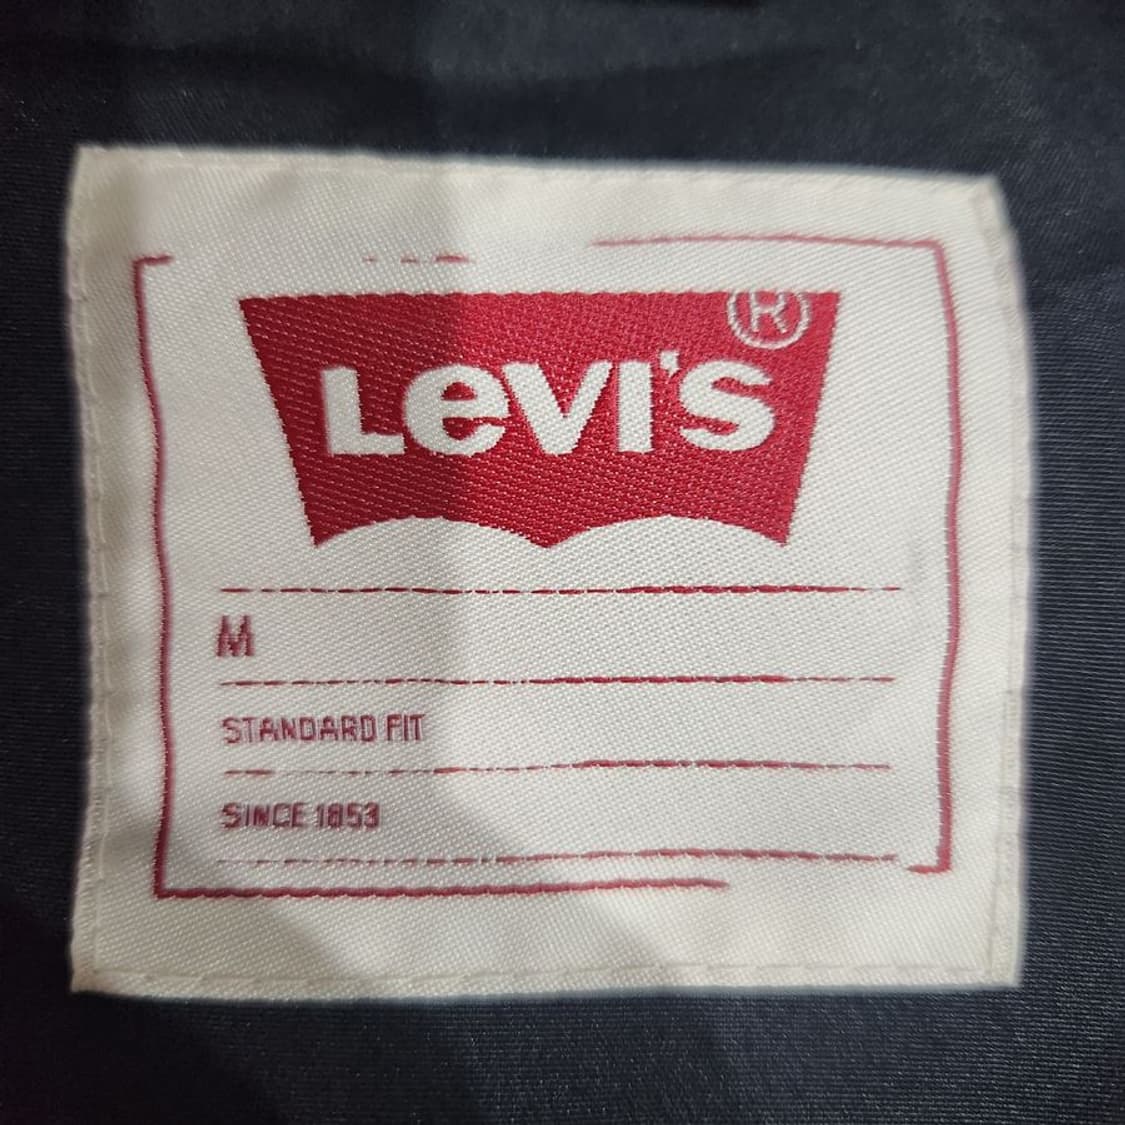 LeVI'S®
M
STANDARD FIT
SINCE 1853